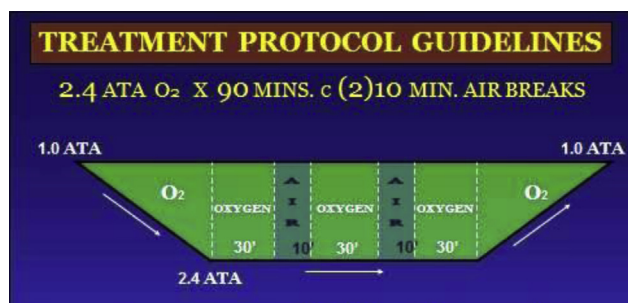 TREATMENT PROTOCOL GUIDELINES
2.4 ATA O₂ X 90 MINS. C (2)10 MIN. AIR BREAKS
1.0 ATA
1.0 ATA
O₂
OXYGEN
30'
AIR
10'
OXYGEN
30'
AIR
10'
OXYGEN
30'
O₂
2.4 ATA